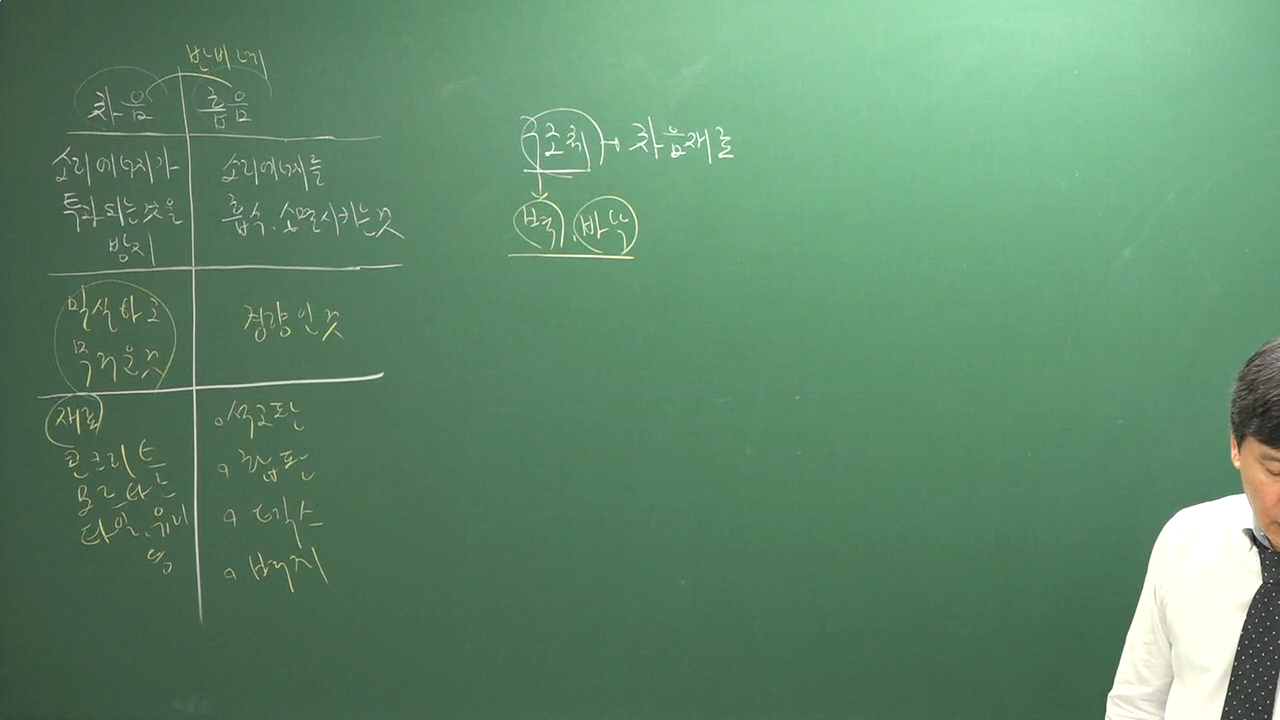 반비례
차음 흡음
소리에너지가
투과되는것을
방지
소리에너지를
흡수.소멸시키는것
밀실하고
무거운것
경량인것
재료
콘크리트
모르타르
타일.유리
등
석고판
합판
텍스
벽지
구조체 → 차음재료
벽, 바닥